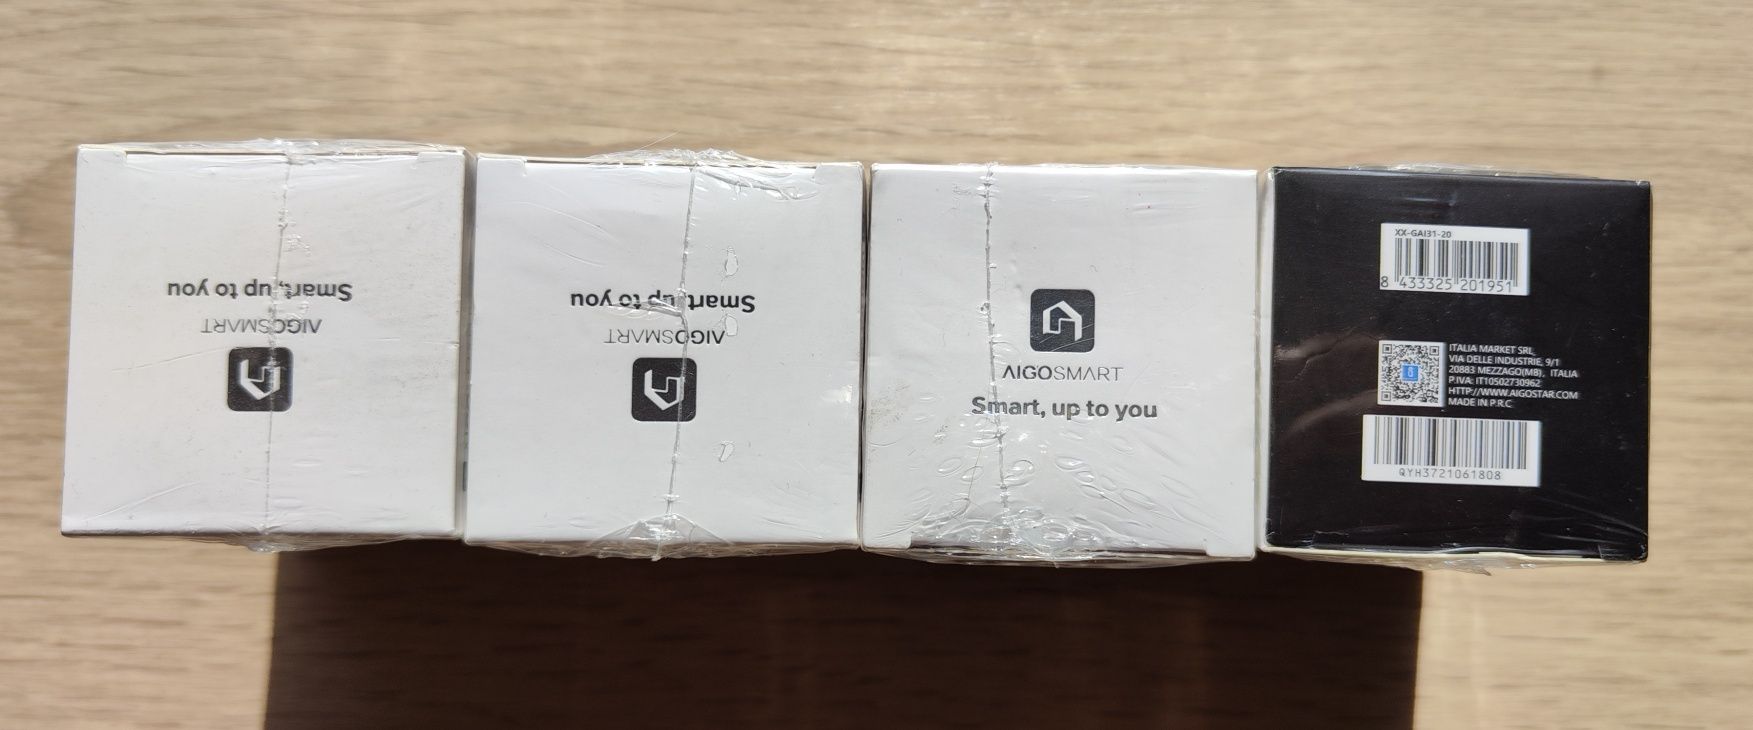 Smart, up to you
AIGOSMART
Smart, up to you
AIGOSMART
AIGOSMART
Smart, up to you
XX-GAI31-20
8 433325 201951
ITALIA MARKET SRL,
VIA DELLE INDUSTRIE, 9/1
20883 MEZZAGO(MB), ITALIA
P.IVA: IT10502730962
HTTP://WWW.AIGOSTAR.COM
MADE IN P.R.C
QYH3721061808